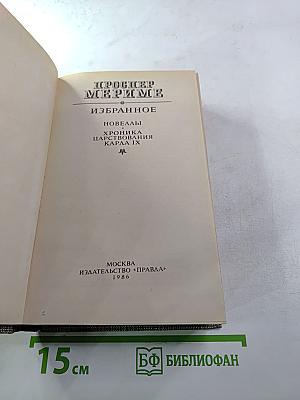 ПРОСПЕР
МЕРИМЕ
ИЗБРАННОЕ
НОВЕЛЛЫ
ХРОНИКА
ЦАРСТВОВАНИЯ
КАРЛА IX
МОСКВА
ИЗДАТЕЛЬСТВО «ПРАВДА»
1986
15 см
БФ БИБЛИОФАН